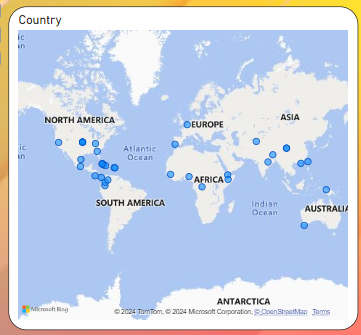 Country
NORTH AMERICA
EUROPE
ASIA
Atlantic
Ocean
AFRICA
SOUTH AMERICA
Indian
Ocean
AUSTRALIA
ANTARCTICA
Microsoft Bing
© 2024 TomTom, © 2024 Microsoft Corporation, © OpenStreetMap Terms